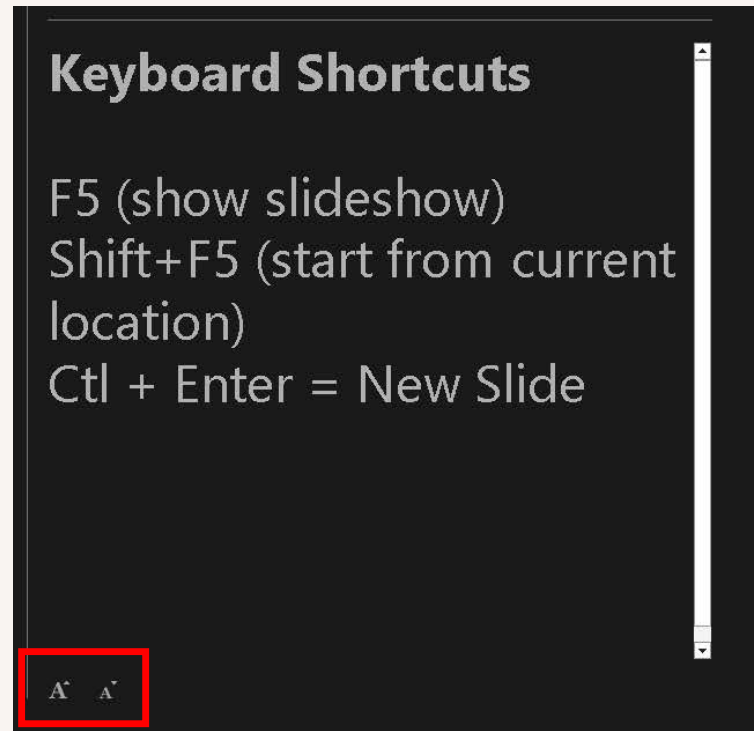 Keyboard Shortcuts
F5 (show slideshow)
Shift+F5 (start from current
location)
Ctl + Enter = New Slide
A A